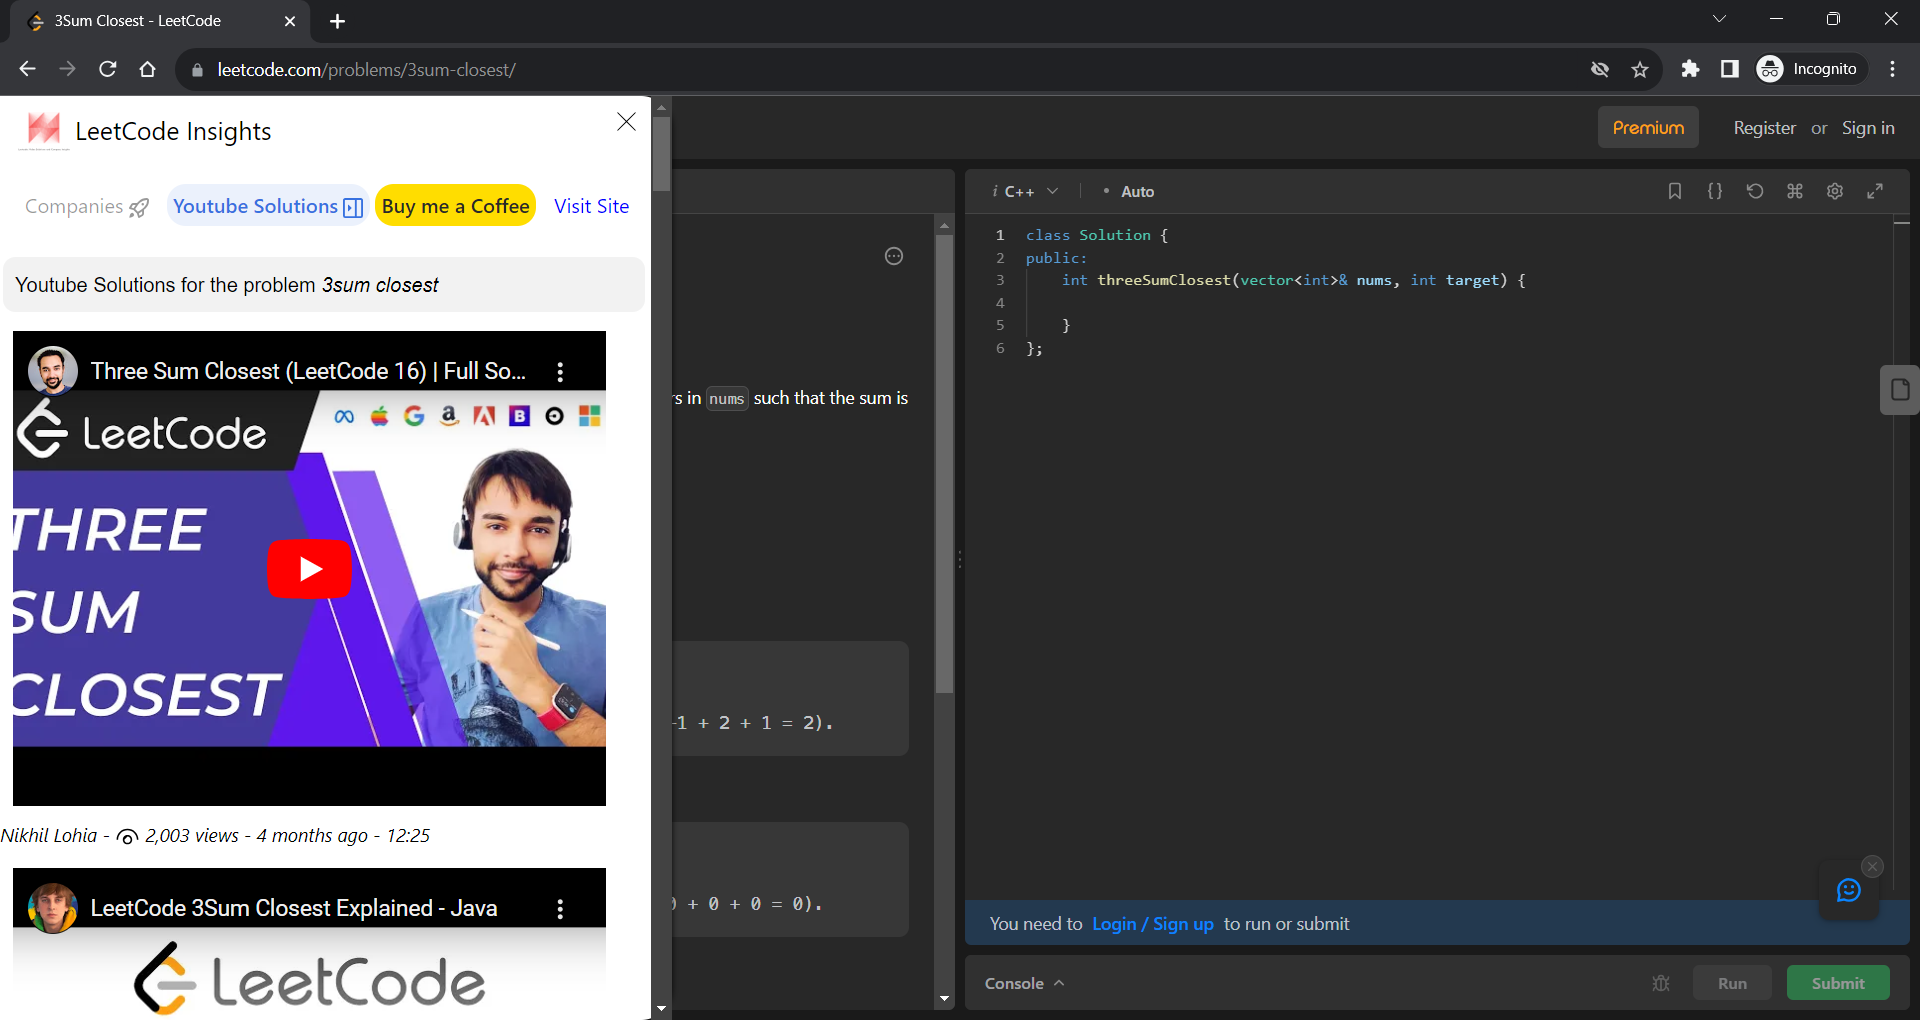 3Sum Closest - LeetCode
leetcode.com/problems/3sum-closest/
Incognito
LeetCode Insights
Companies Youtube Solutions Buy me a Coffee Visit Site
Youtube Solutions for the problem 3sum closest
Three Sum Closest (LeetCode 16) | Full So...
LeetCode
THREE
SUM
CLOSEST
Nikhil Lohia - 2,003 views - 4 months ago - 12:25
LeetCode 3Sum Closest Explained - Java
LeetCode
Premium Register or Sign in
in nums such that the sum is
1 + 2 + 1 = 2).
+ 0 + 0 = 0).
i C++ • Auto
1 class Solution {
2 public:
3 int threeSumClosest(vector<int>& nums, int target) {
4
5 }
6 };
You need to Login / Sign up to run or submit
Console Run Submit